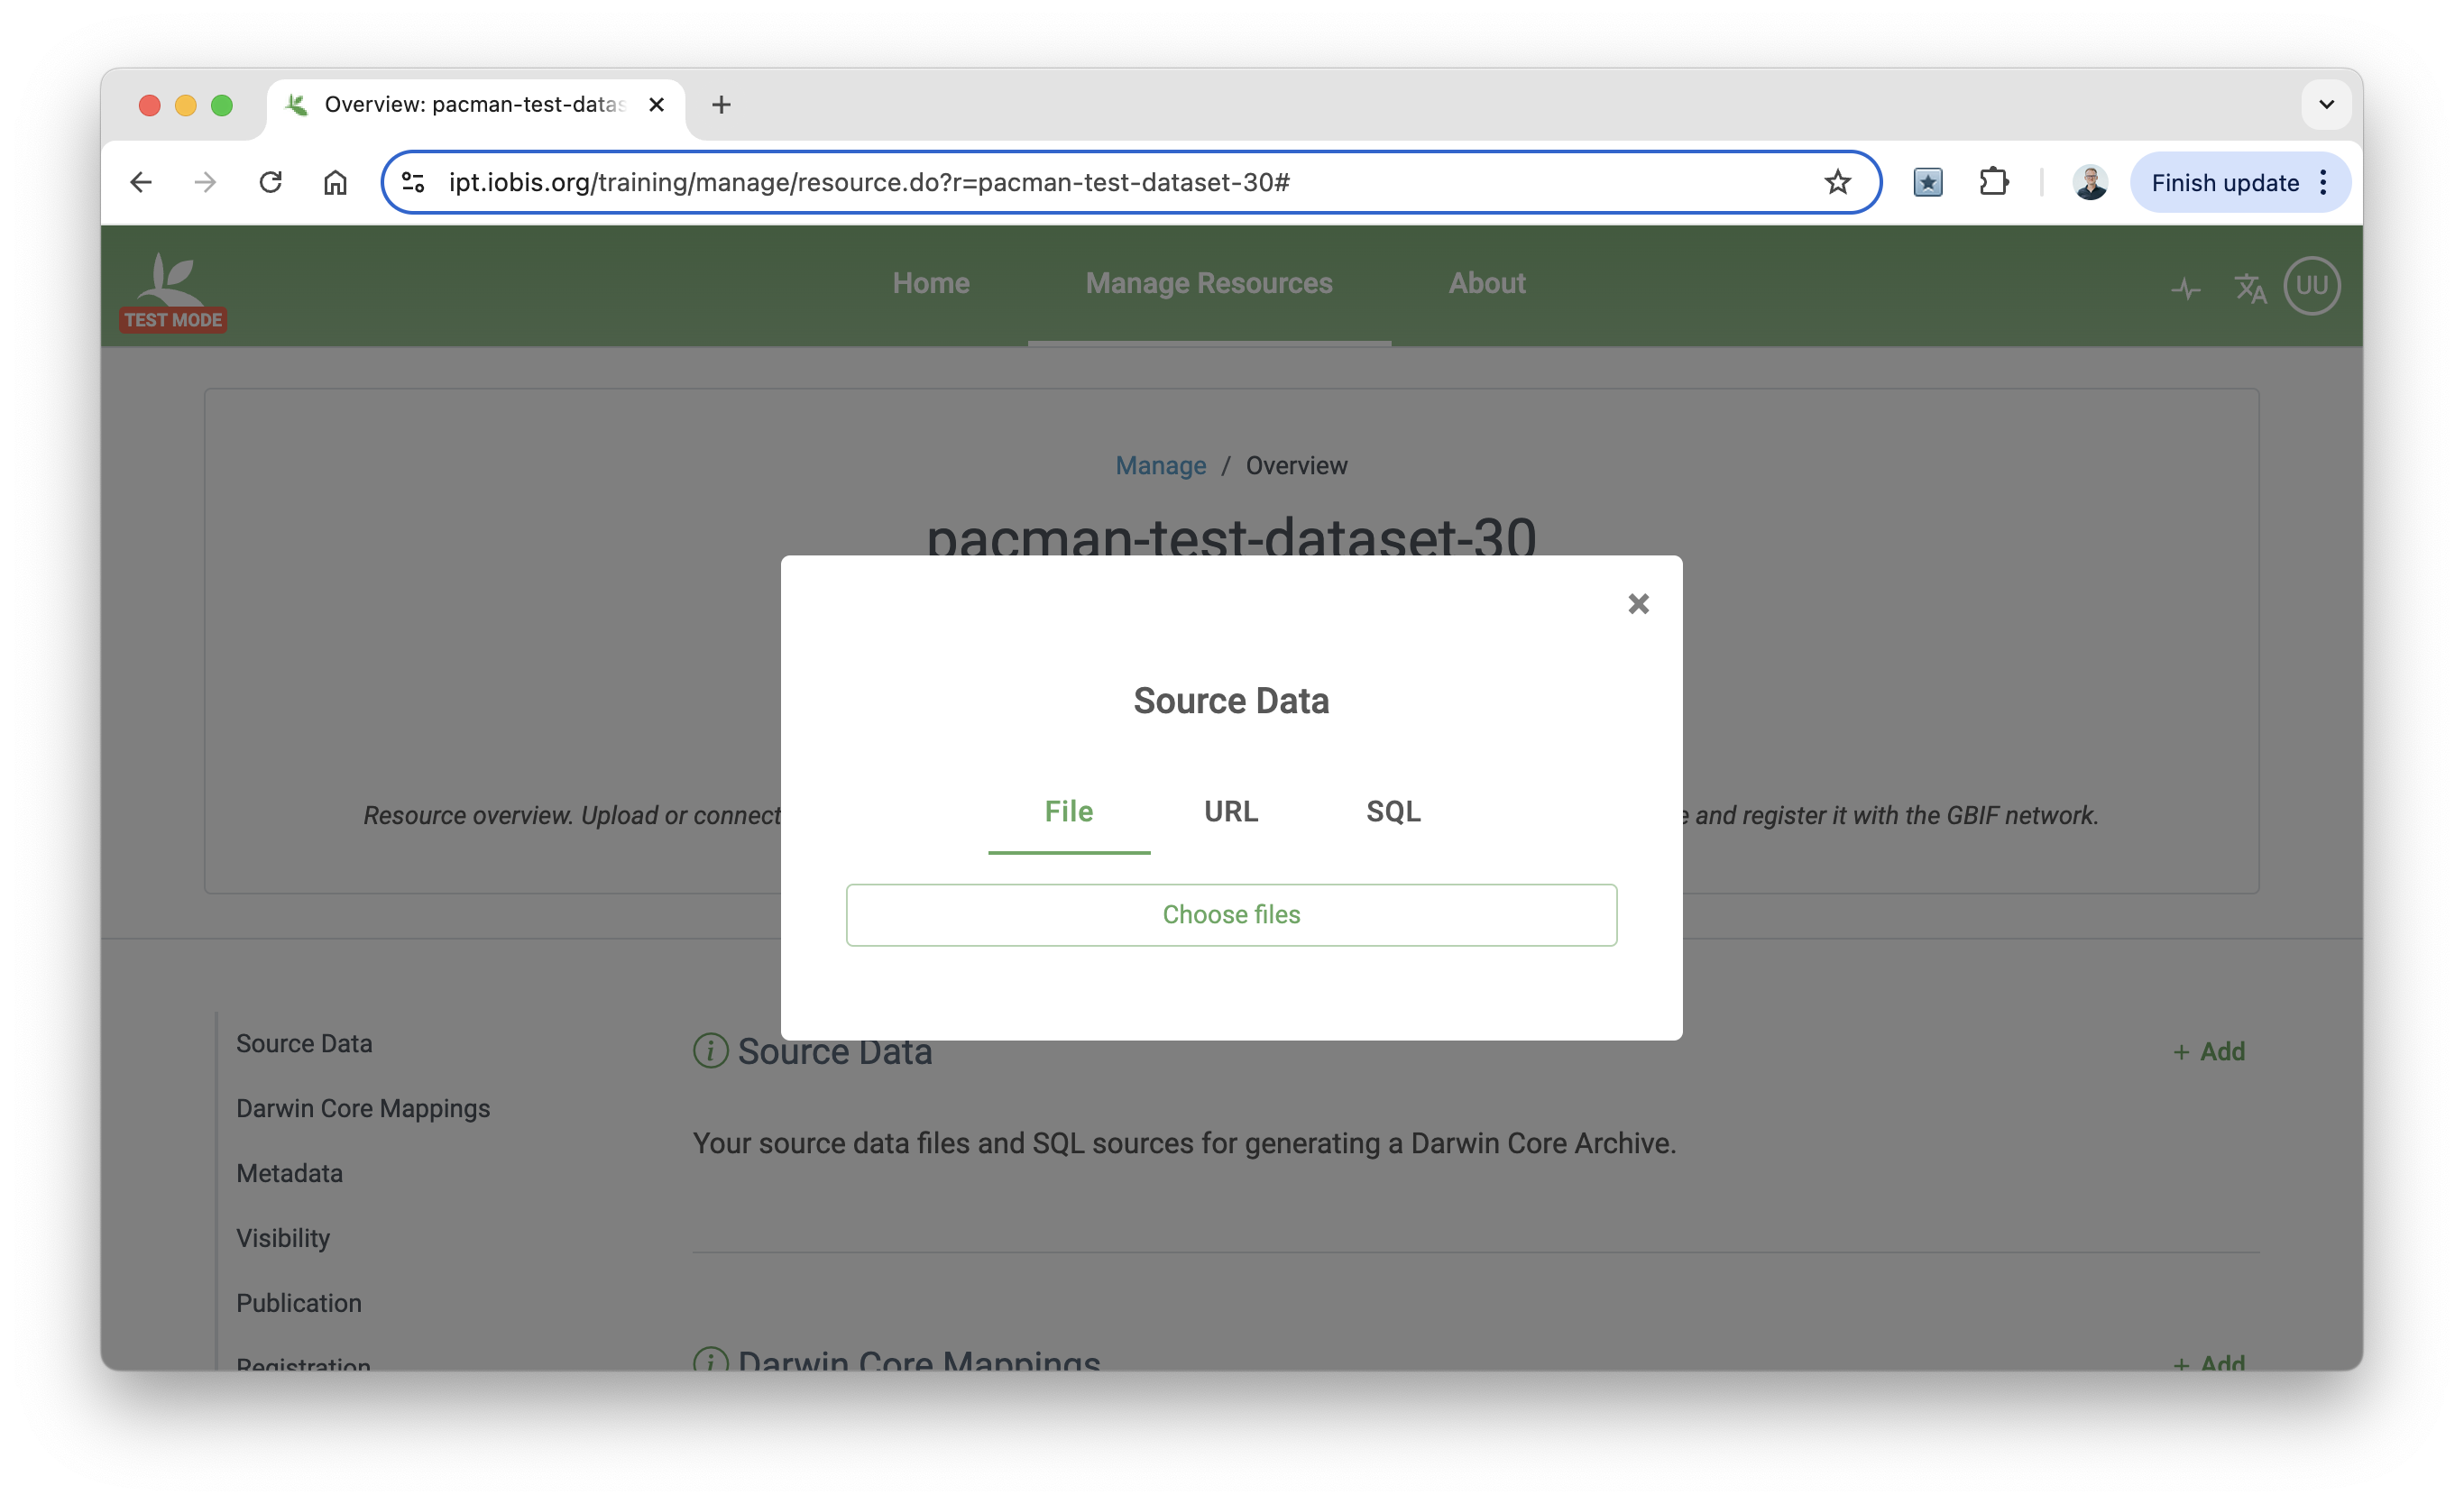 Overview: pacman-test-datas
ipt.iobis.org/training/manage/resource.do?r=pacman-test-dataset-30#
Finish update
TEST MODE
Home
Manage Resources
About
UU
Manage / Overview
pacman-test-dataset-30
Source Data
File
URL
SQL
Choose files
Resource overview. Upload or connect
and register it with the GBIF network.
Source Data
Darwin Core Mappings
Metadata
Visibility
Publication
Registration
Source Data
+ Add
Your source data files and SQL sources for generating a Darwin Core Archive.
Darwin Core Mappings
+ Add